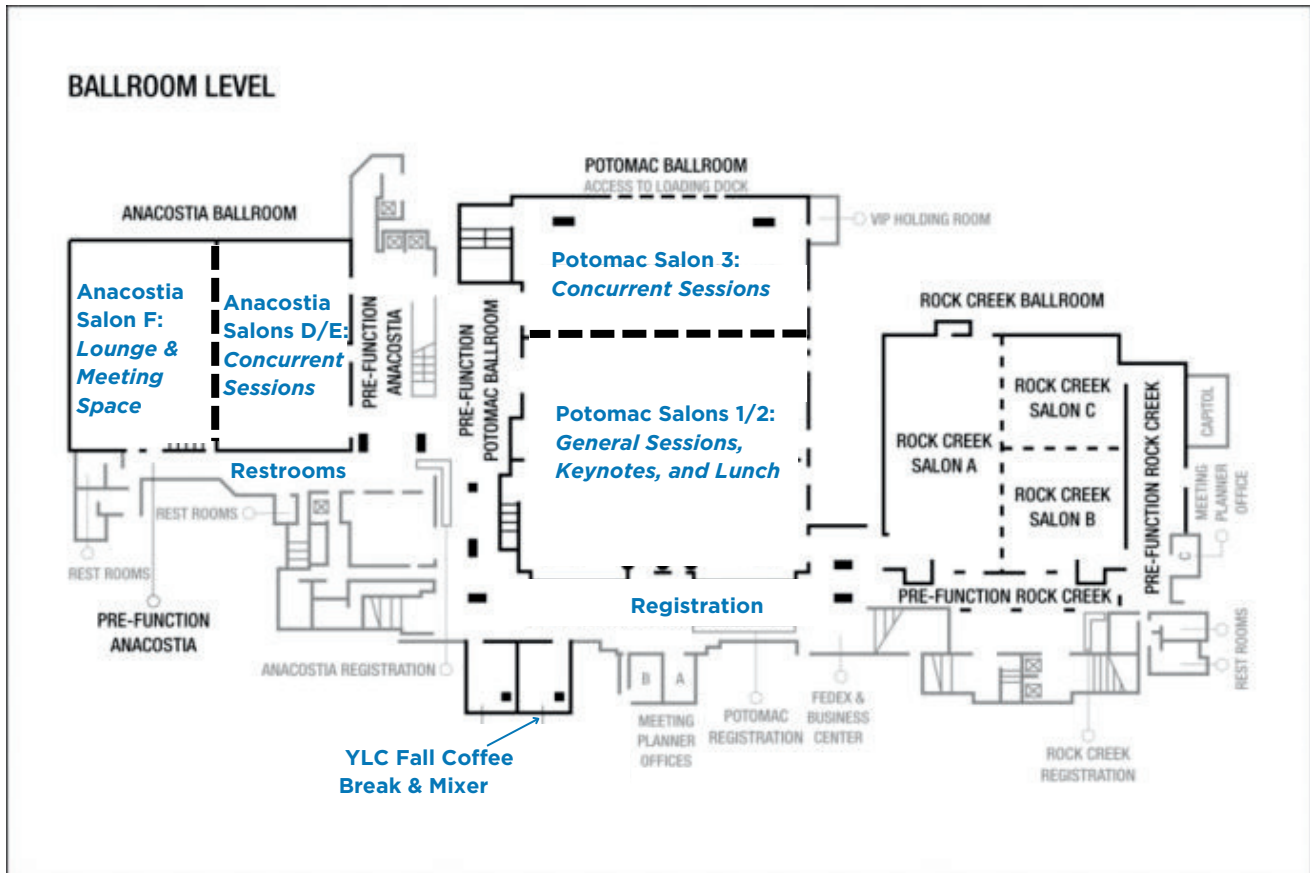 BALLROOM LEVEL
POTOMAC BALLROOM
ACCESS TO LOADING DOCK
VIP HOLDING ROOM
ANACOSTIA BALLROOM
Anacostia
Salon F:
Lounge &
Meeting
Space
Anacostia
Salons D/E:
Concurrent
Sessions
PRE-FUNCTION
ANACOSTIA
PRE-FUNCTION
POTOMAC BALLROOM
Potomac Salon 3:
Concurrent Sessions
Potomac Salons 1/2:
General Sessions,
Keynotes, and Lunch
ROCK CREEK BALLROOM
ROCK CREEK
SALON A
ROCK CREEK
SALON C
ROCK CREEK
SALON B
PRE-FUNCTION ROCK CREEK
CAPITOL
MEETING
PLANNER
OFFICE
C
Restrooms
REST ROOMS
REST ROOMS
PRE-FUNCTION
ANACOSTIA
ANACOSTIA REGISTRATION
Registration
PRE-FUNCTION ROCK CREEK
B
A
MEETING
PLANNER
OFFICES
POTOMAC
REGISTRATION
FEDEX &
BUSINESS
CENTER
ROCK CREEK
REGISTRATION
REST ROOMS
YLC Fall Coffee
Break & Mixer